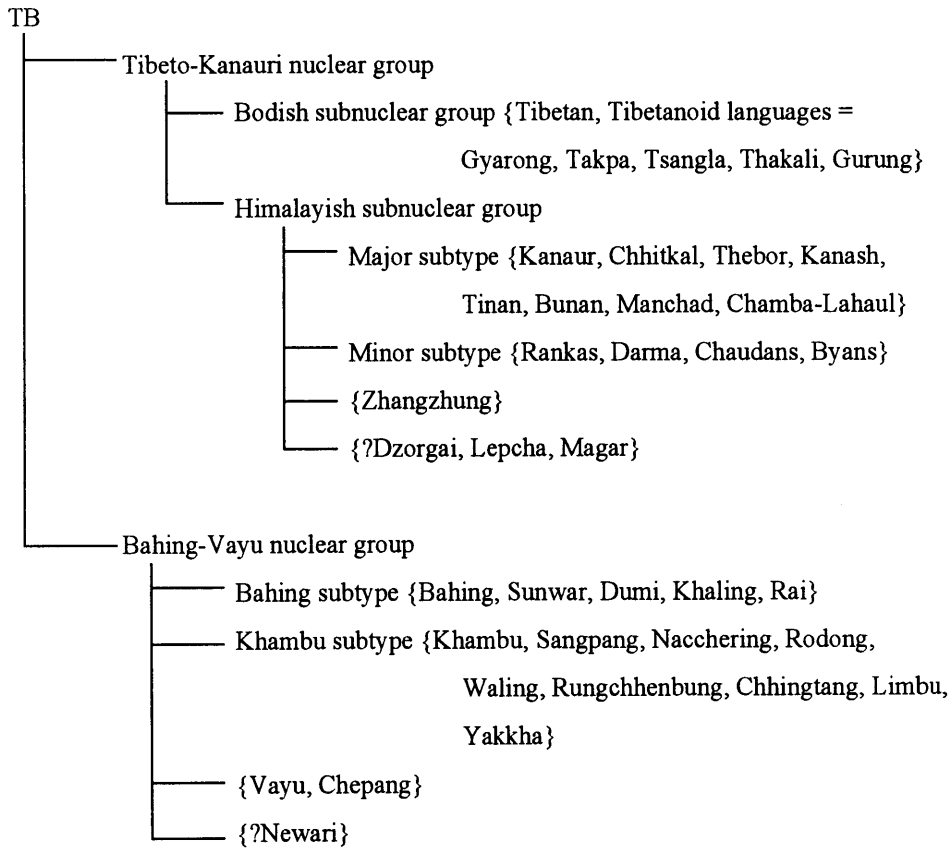 TB
Tibeto-Kanauri nuclear group
Bodish subnuclear group {Tibetan, Tibetanoid languages =
Gyarong, Takpa, Tsangla, Thakali, Gurung}
Himalayish subnuclear group
Major subtype {Kanaur, Chhitkal, Thebor, Kanash,
Tinan, Bunan, Manchad, Chamba-Lahaul}
Minor subtype {Rankas, Darma, Chaudans, Byans}
{Zhangzhung}
{?Dzorgai, Lepcha, Magar}
Bahing-Vayu nuclear group
Bahing subtype {Bahing, Sunwar, Dumi, Khaling, Rai}
Khambu subtype {Khambu, Sangpang, Nacchering, Rodong,
Waling, Rungchhenbung, Chhingtang, Limbu,
Yakkha}
{Vayu, Chepang}
{?Newari}